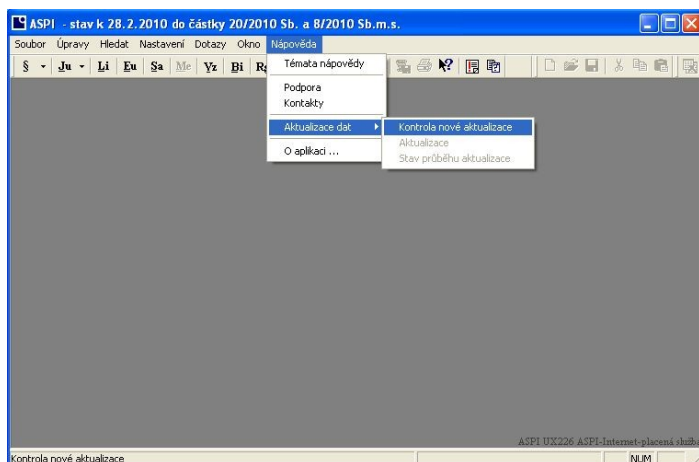 ASPI - stav k 28.2.2010 do částky 20/2010 Sb. a 8/2010 Sb.m.s.
Soubor Úpravy Hledat Nastavení Dotazy Okno Nápověda
§ Ju Li Eu Sa Me Vz Bi
Témata nápovědy
Podpora
Kontakty
Aktualizace dat
Kontrola nové aktualizace
Aktualizace
Stav průběhu aktualizace
O aplikaci ...
ASPI UX226 ASPI-Internet-placená služba
Kontrola nové aktualizace NUM